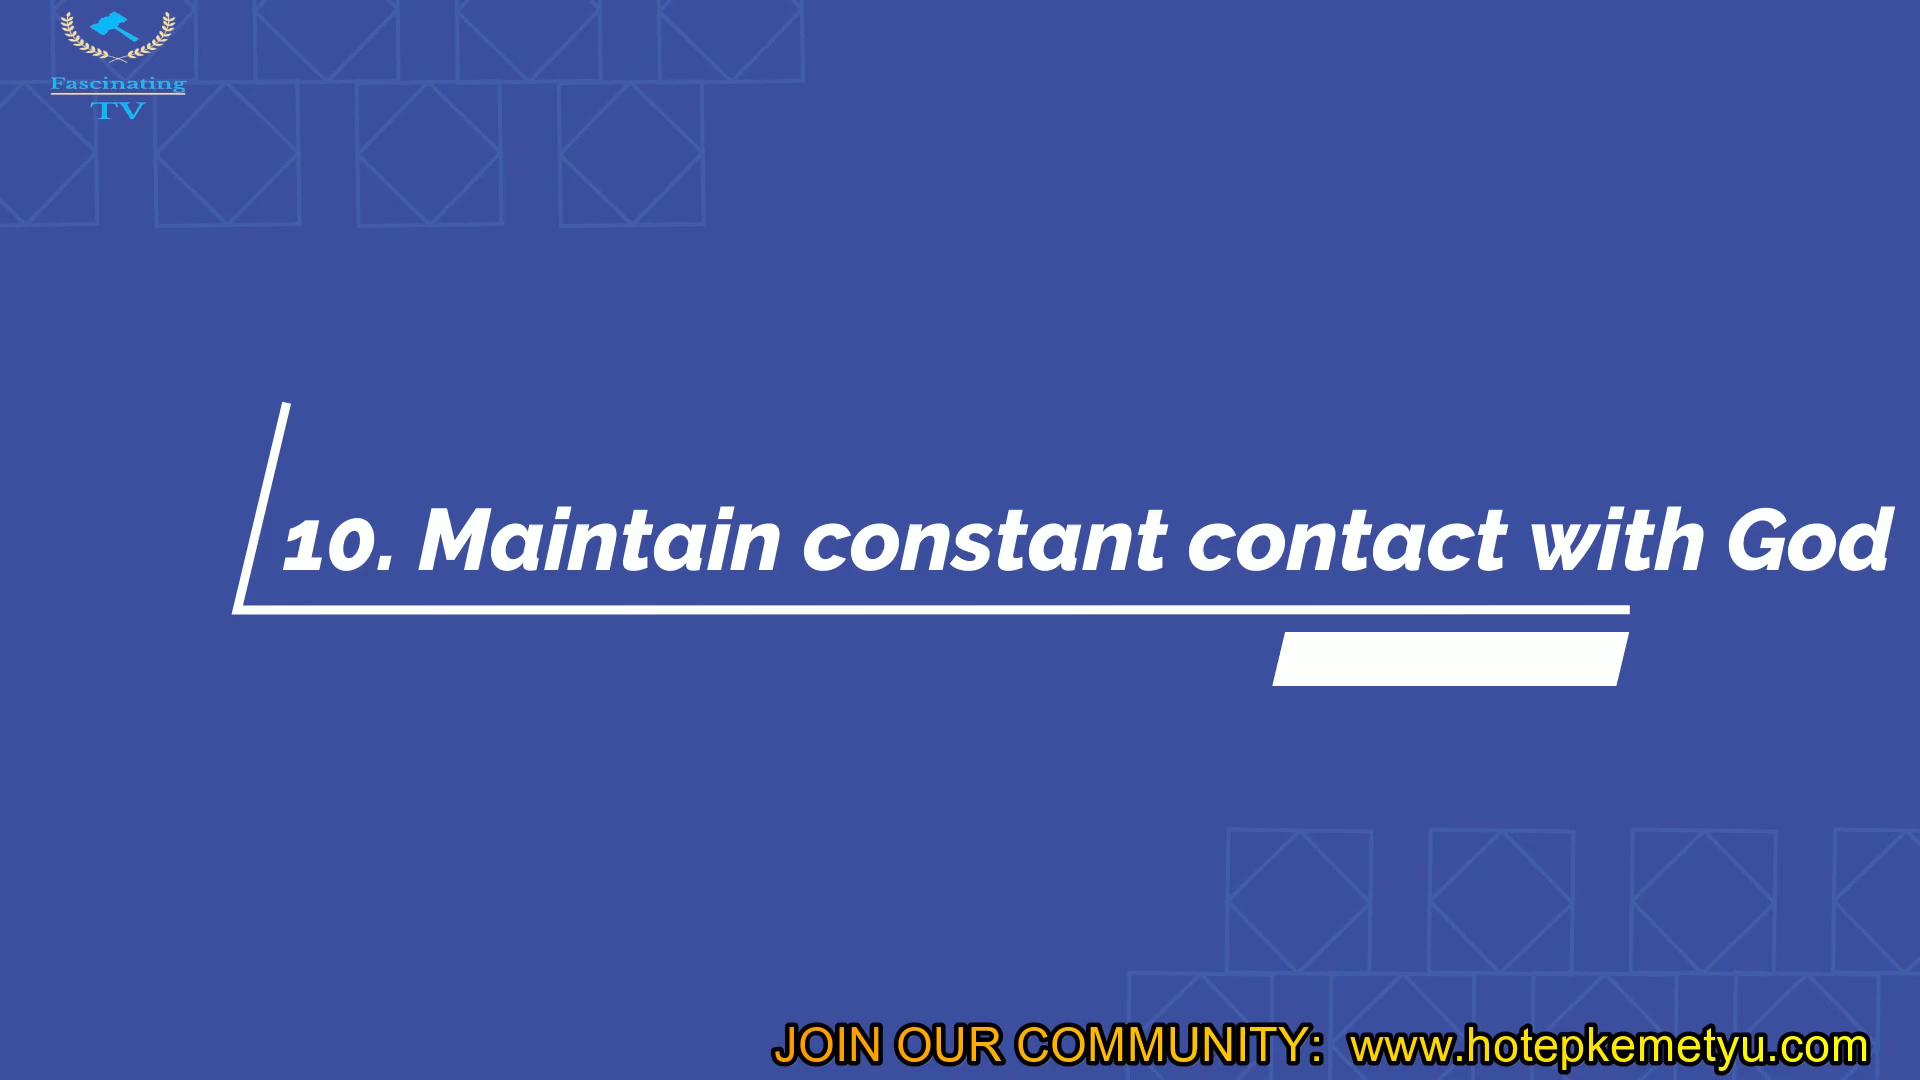 Fascinating
TV
10. Maintain constant contact with God
JOIN OUR COMMUNITY: www.hotepkemetyu.com